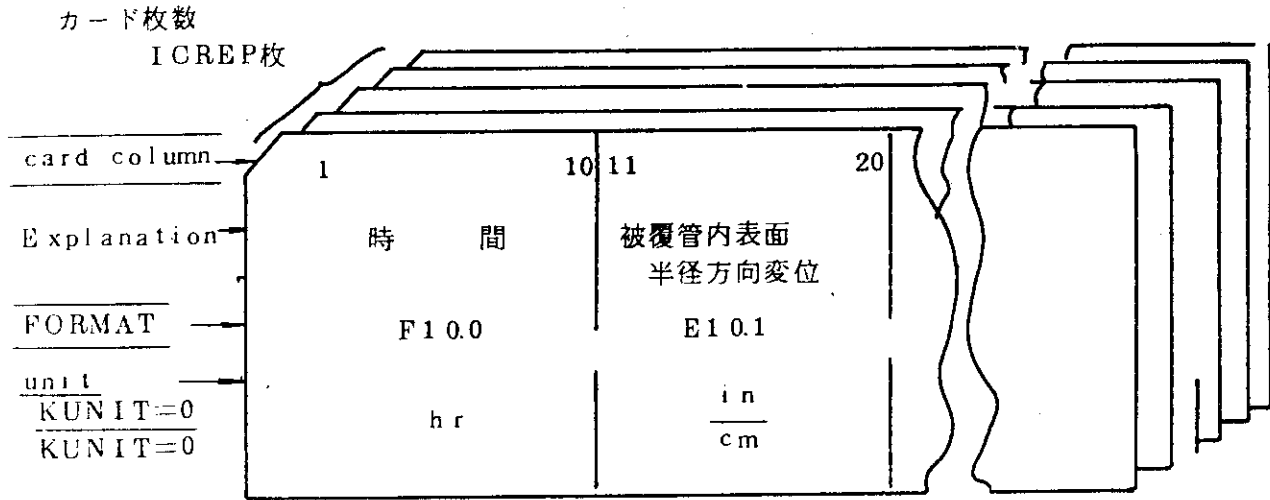 カード枚数
ICREP枚
card column
1 10 11 20
Explanation
時 間
被覆管内表面
半径方向変位
FORMAT
F10.0
E10.1
unit
KUNIT=0
KUNIT=0
hr
in
cm